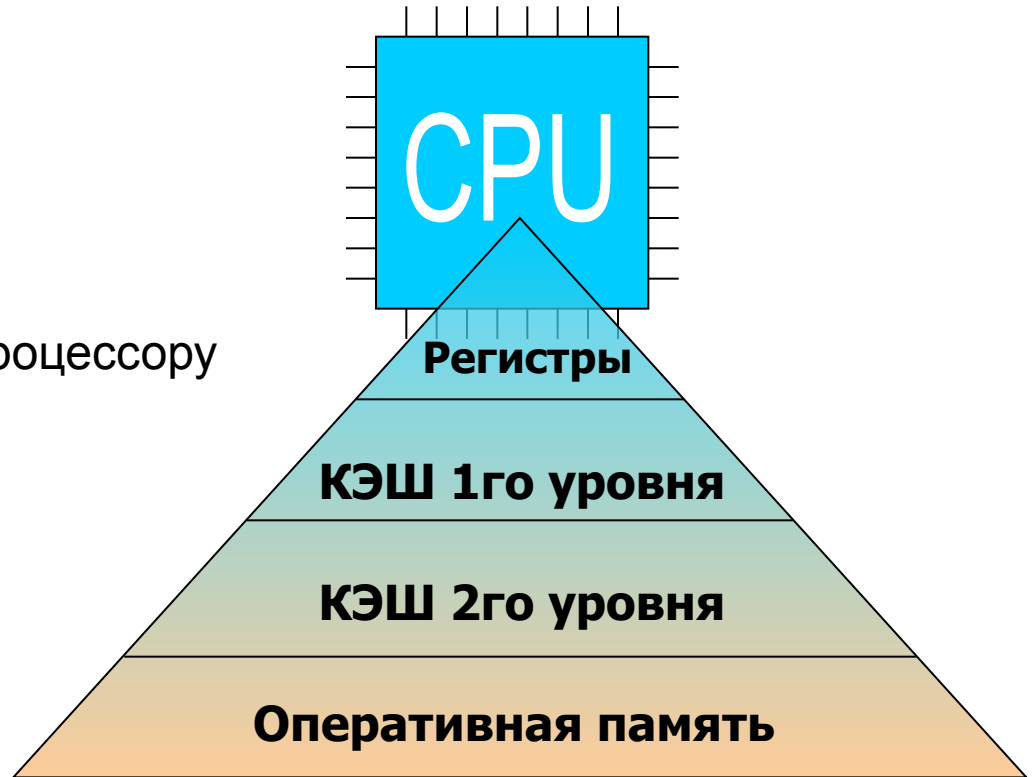 CPU
роцессору
Регистры
КЭШ 1го уровня
КЭШ 2го уровня
Оперативная память